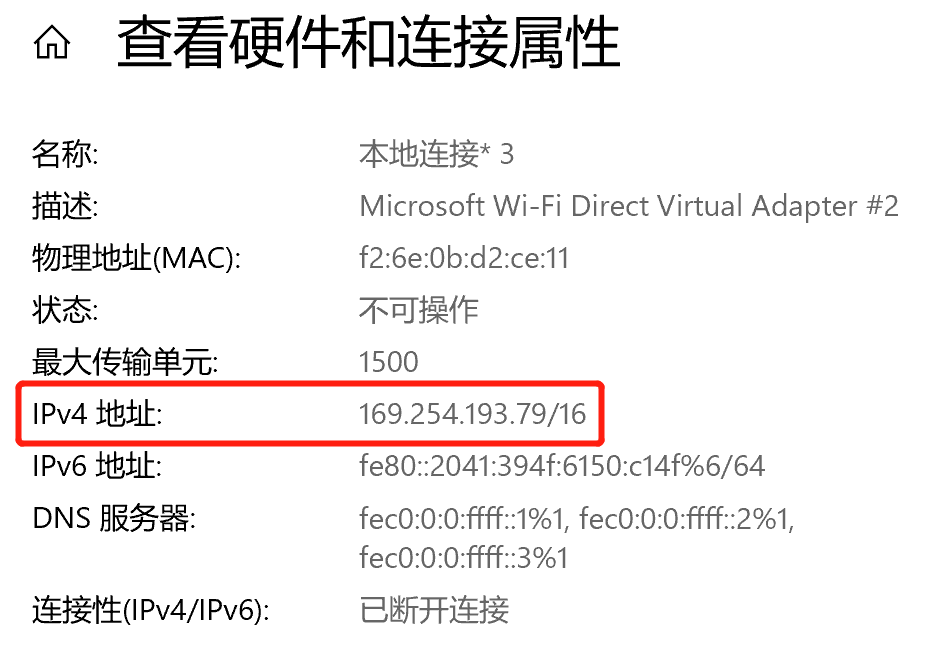 查看硬件和连接属性
名称: 本地连接* 3
描述: Microsoft Wi-Fi Direct Virtual Adapter #2
物理地址(MAC): f2:6e:0b:d2:ce:11
状态: 不可操作
最大传输单元: 1500
IPv4 地址: 169.254.193.79/16
IPv6 地址: fe80::2041:394f:6150:c14f%6/64
DNS 服务器: fec0:0:0:ffff::1%1, fec0:0:0:ffff::2%1,
fec0:0:0:ffff::3%1
连接性(IPv4/IPv6): 已断开连接